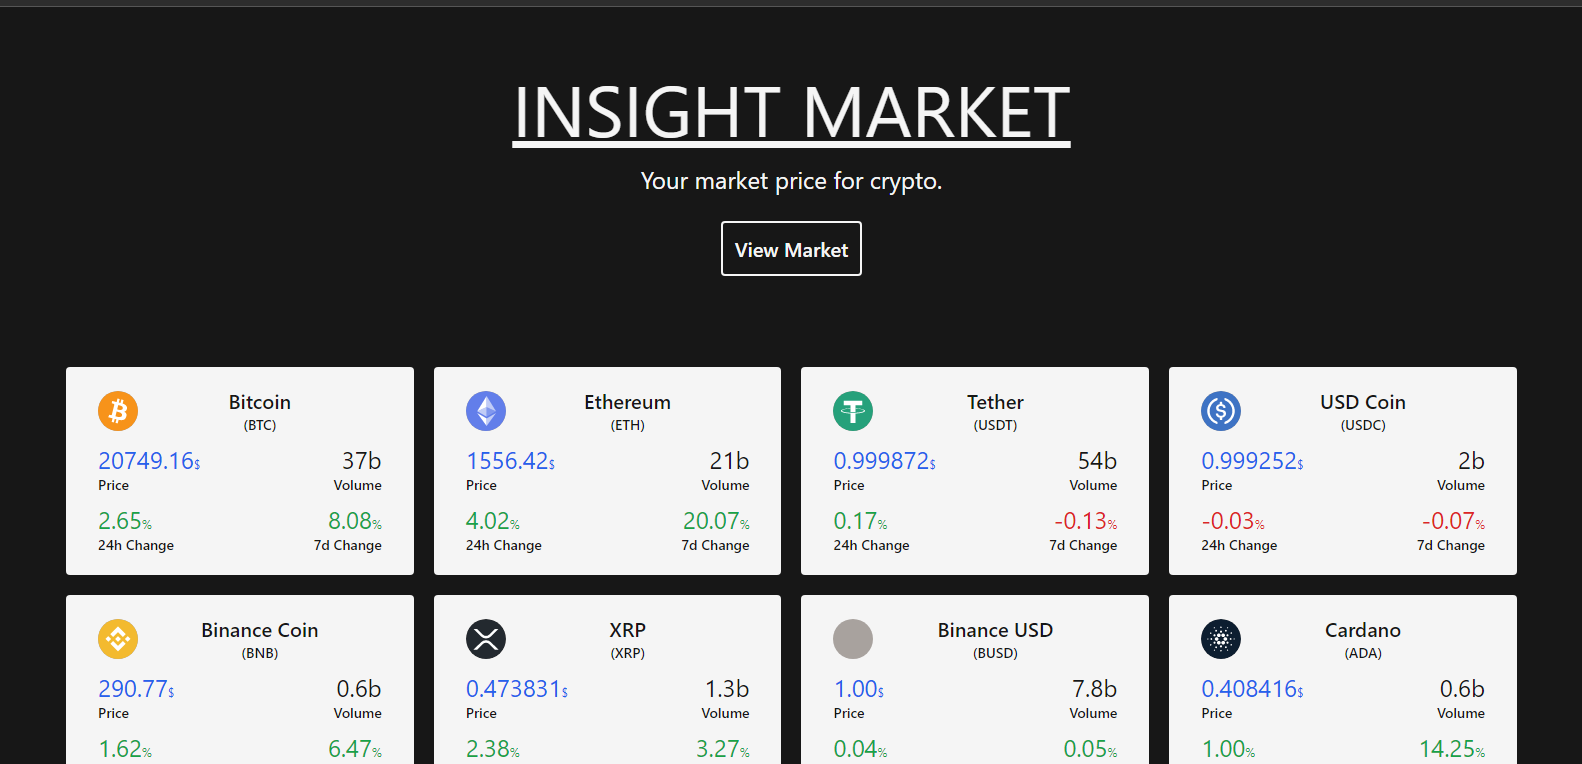 INSIGHT MARKET
Your market price for crypto.
View Market
Bitcoin
(BTC)
20749.16$ 37b
Price Volume
2.65% 8.08%
24h Change 7d Change
Ethereum
(ETH)
1556.42$ 21b
Price Volume
4.02% 20.07%
24h Change 7d Change
Tether
(USDT)
0.999872$ 54b
Price Volume
0.17% -0.13%
24h Change 7d Change
USD Coin
(USDC)
0.999252$ 2b
Price Volume
-0.03% -0.07%
24h Change 7d Change
Binance Coin
(BNB)
290.77$ 0.6b
Price Volume
1.62% 6.47%
XRP
(XRP)
0.473831$ 1.3b
Price Volume
2.38% 3.27%
Binance USD
(BUSD)
1.00$ 7.8b
Price Volume
0.04% 0.05%
Cardano
(ADA)
0.408416$ 0.6b
Price Volume
1.00% 14.25%